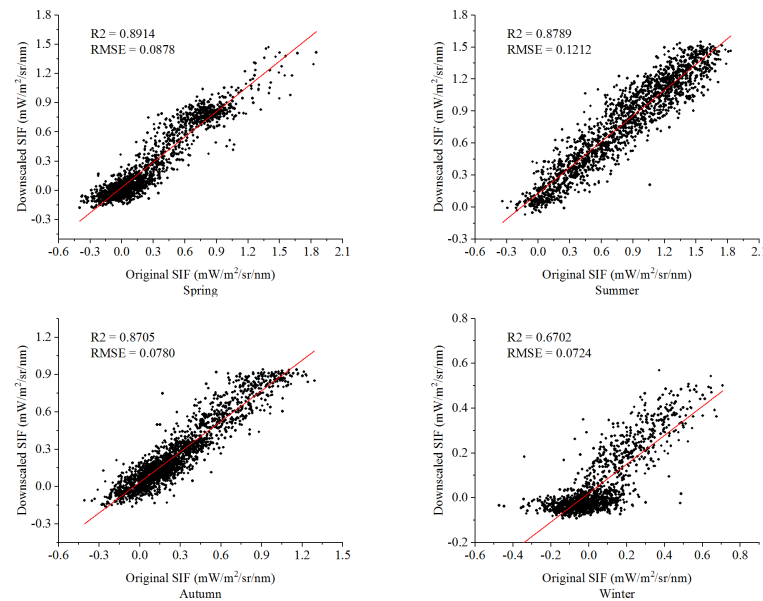 R2 = 0.8914
RMSE = 0.0878
Downscaled SIF (mW/m²/sr/nm)
1.8
1.5
1.2
0.9
0.6
0.3
0.0
-0.3
-0.6 -0.3 0.0 0.3 0.6 0.9 1.2 1.5 1.8 2.1
Original SIF (mW/m²/sr/nm)
Spring
R2 = 0.8789
RMSE = 0.1212
Downscaled SIF (mW/m²/sr/nm)
1.8
1.5
1.2
0.9
0.6
0.3
0.0
-0.3
-0.6 -0.3 0.0 0.3 0.6 0.9 1.2 1.5 1.8 2.1
Original SIF (mW/m²/sr/nm)
Summer
R2 = 0.8705
RMSE = 0.0780
Downscaled SIF (mW/m²/sr/nm)
1.2
0.9
0.6
0.3
0.0
-0.3
-0.6 -0.3 0.0 0.3 0.6 0.9 1.2 1.5
Original SIF (mW/m²/sr/nm)
Autumn
R2 = 0.6702
RMSE = 0.0724
Downscaled SIF (mW/m²/sr/nm)
0.8
0.6
0.4
0.2
0.0
-0.2
-0.6 -0.4 -0.2 0.0 0.2 0.4 0.6 0.8
Original SIF (mW/m²/sr/nm)
Winter